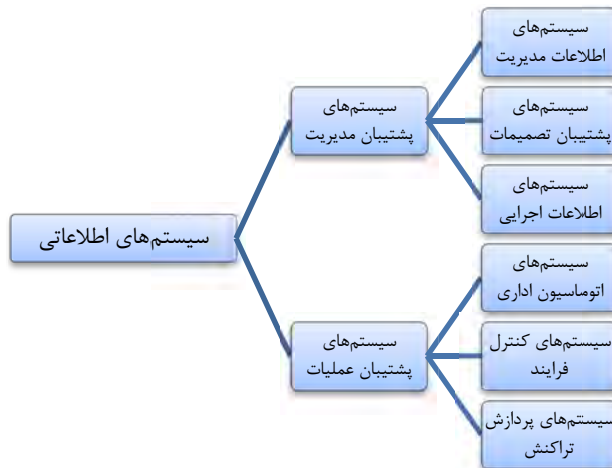 سیستم‌های
اطلاعات مدیریت
سیستم‌های
پشتیبان مدیریت
سیستم‌های
پشتیبان تصمیمات
سیستم‌های
اطلاعات اجرایی
سیستم‌های اطلاعاتی
سیستم‌های
اتوماسیون اداری
سیستم‌های
پشتیبان عملیات
سیستم‌های کنترل
فرایند
سیستم‌های پردازش
تراکنش